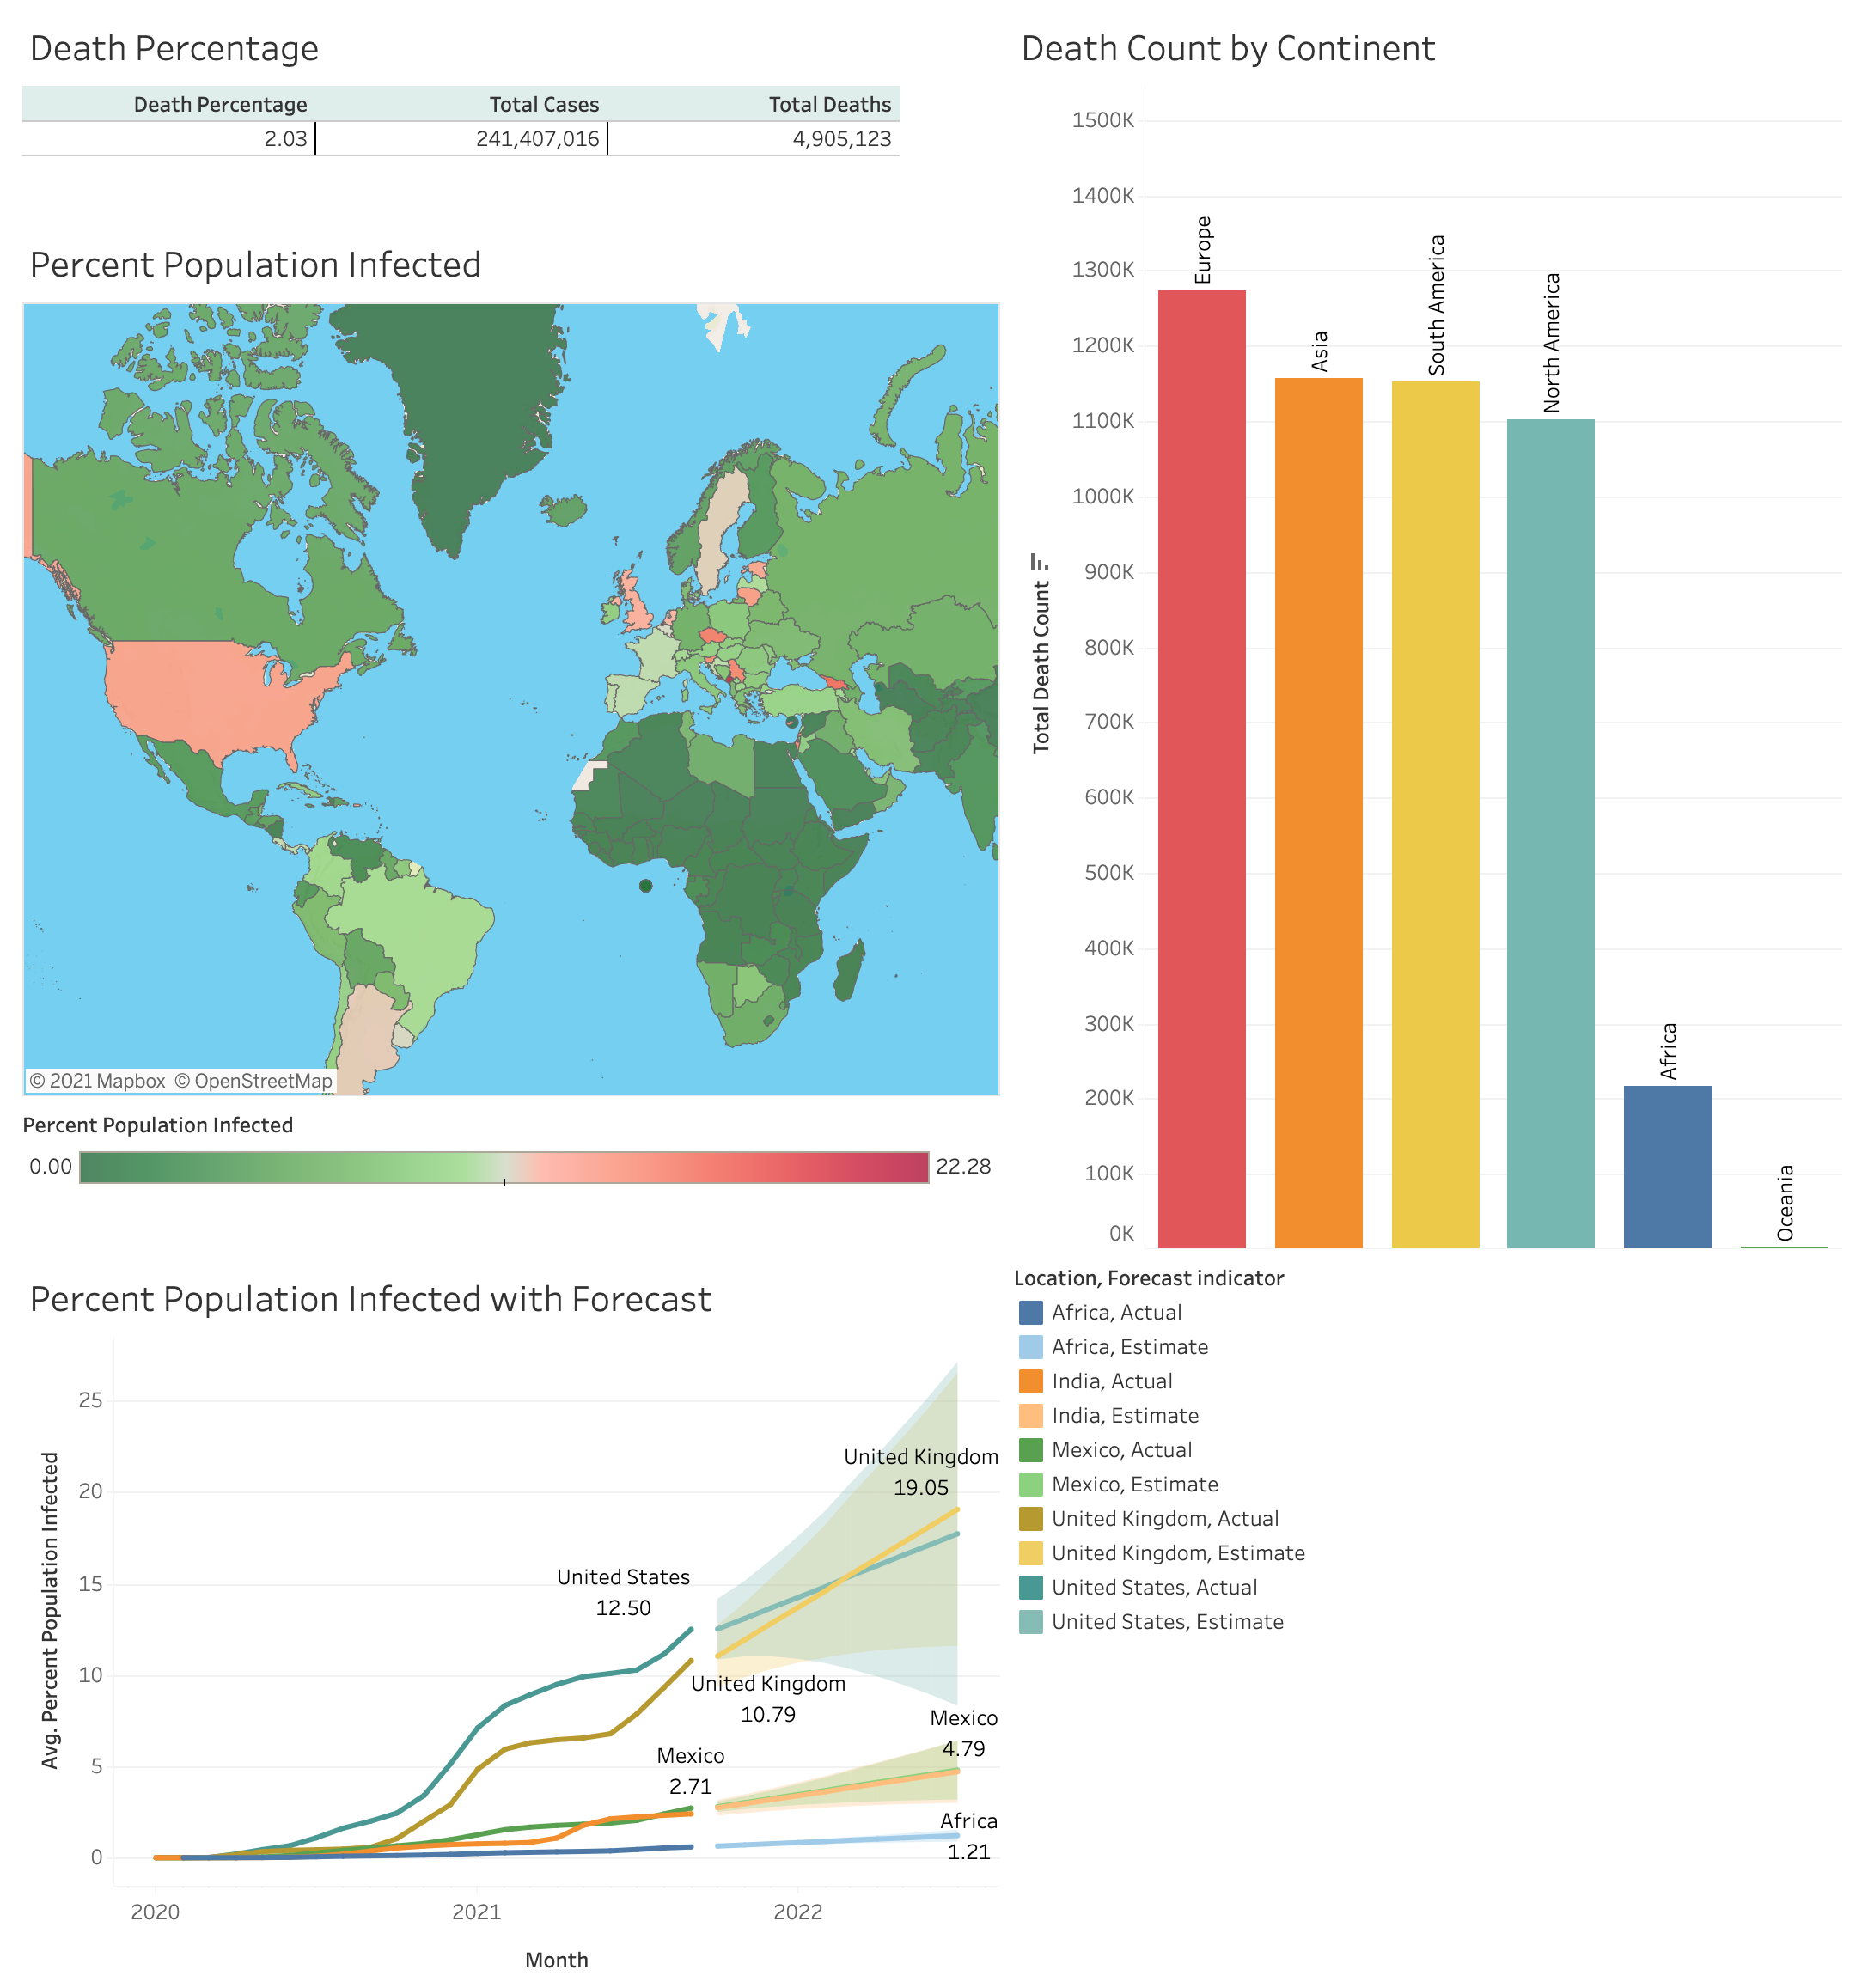 Death Percentage
Death Percentage Total Cases Total Deaths
2.03 241,407,016 4,905,123
Percent Population Infected
© 2021 Mapbox © OpenStreetMap
Percent Population Infected
0.00 22.28
Death Count by Continent
Total Death Count
1500K
1400K
1300K
1200K
1100K
1000K
900K
800K
700K
600K
500K
400K
300K
200K
100K
0K
Europe
Asia
South America
North America
Africa
Oceania
Percent Population Infected with Forecast
Avg. Percent Population Infected
25
20
15
10
5
0
United Kingdom
19.05
United States
12.50
United Kingdom
10.79
Mexico
4.79
Mexico
2.71
Africa
1.21
2020 2021 2022
Month
Location, Forecast indicator
Africa, Actual
Africa, Estimate
India, Actual
India, Estimate
Mexico, Actual
Mexico, Estimate
United Kingdom, Actual
United Kingdom, Estimate
United States, Actual
United States, Estimate